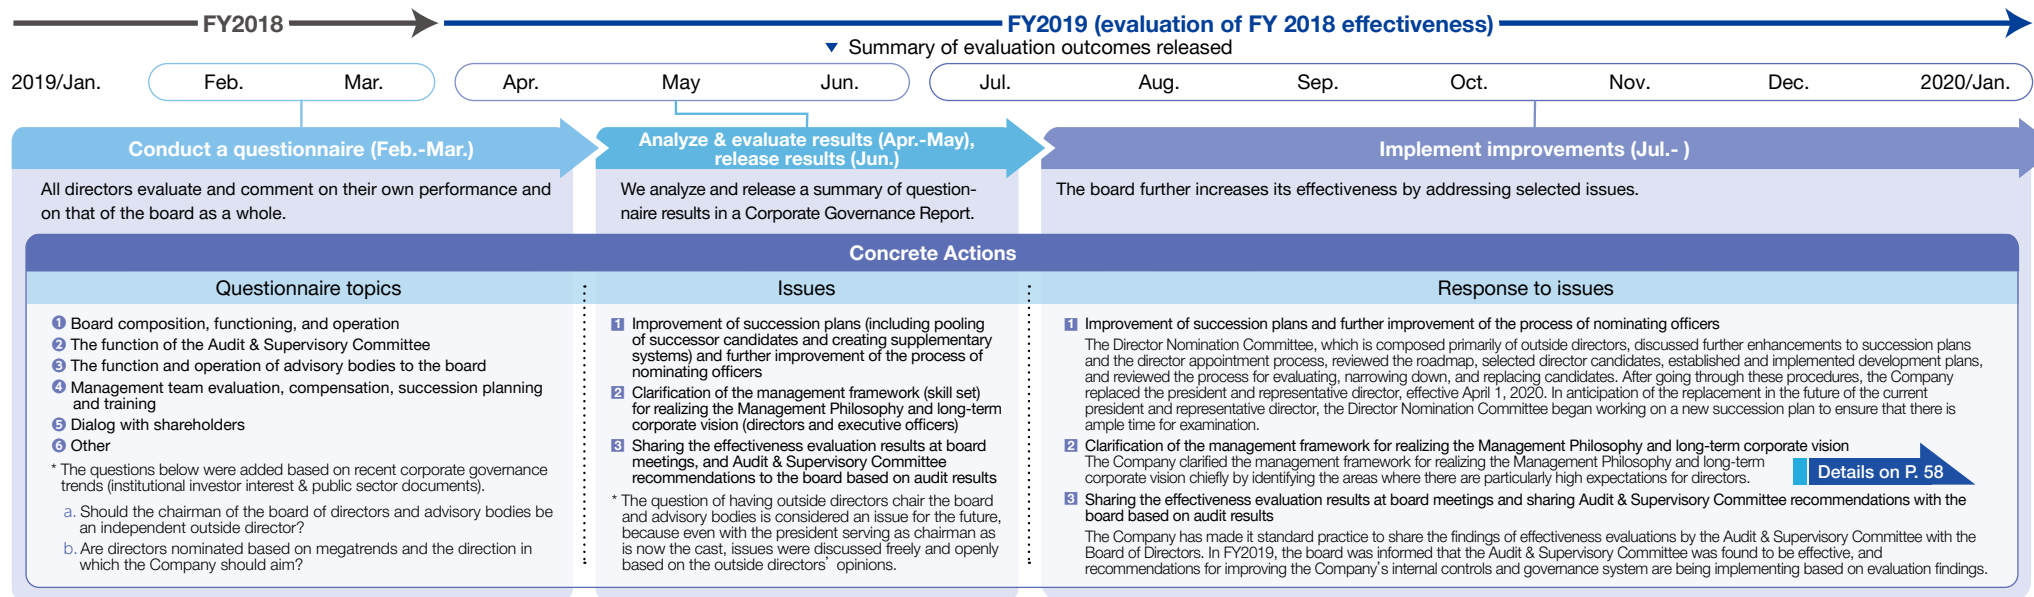 FY2018
FY2019 (evaluation of FY 2018 effectiveness)
▼ Summary of evaluation outcomes released
2019/Jan. Feb. Mar. Apr. May Jun. Jul. Aug. Sep. Oct. Nov. Dec. 2020/Jan.
Conduct a questionnaire (Feb.-Mar.)
All directors evaluate and comment on their own performance and
on that of the board as a whole.
Analyze & evaluate results (Apr.-May),
release results (Jun.)
We analyze and release a summary of question-
naire results in a Corporate Governance Report.
Implement improvements (Jul.- )
The board further increases its effectiveness by addressing selected issues.
Concrete Actions
Questionnaire topics
❶ Board composition, functioning, and operation
❷ The function of the Audit & Supervisory Committee
❸ The function and operation of advisory bodies to the board
❹ Management team evaluation, compensation, succession planning
and training
❺ Dialog with shareholders
❻ Other
* The questions below were added based on recent corporate governance
trends (institutional investor interest & public sector documents).
a. Should the chairman of the board of directors and advisory bodies be
an independent outside director?
b. Are directors nominated based on megatrends and the direction in
which the Company should aim?
Issues
1 Improvement of succession plans (including pooling
of successor candidates and creating supplementary
systems) and further improvement of the process of
nominating officers
2 Clarification of the management framework (skill set)
for realizing the Management Philosophy and long-term
corporate vision (directors and executive officers)
3 Sharing the effectiveness evaluation results at board
meetings, and Audit & Supervisory Committee
recommendations to the board based on audit results
* The question of having outside directors chair the board
and advisory bodies is considered an issue for the future,
because even with the president serving as chairman as
is now the cast, issues were discussed freely and openly
based on the outside directors' opinions.
Response to issues
1 Improvement of succession plans and further improvement of the process of nominating officers
The Director Nomination Committee, which is composed primarily of outside directors, discussed further enhancements to succession plans
and the director appointment process, reviewed the roadmap, selected director candidates, established and implemented development plans,
and reviewed the process for evaluating, narrowing down, and replacing candidates. After going through these procedures, the Company
replaced the president and representative director, effective April 1, 2020. In anticipation of the replacement in the future of the current
president and representative director, the Director Nomination Committee began working on a new succession plan to ensure that there is
ample time for examination.
2 Clarification of the management framework for realizing the Management Philosophy and long-term corporate vision
The Company clarified the management framework for realizing the Management Philosophy and long-term
corporate vision chiefly by identifying the areas where there are particularly high expectations for directors.
Details on P. 58
3 Sharing the effectiveness evaluation results at board meetings and sharing Audit & Supervisory Committee recommendations with the
board based on audit results
The Company has made it standard practice to share the findings of effectiveness evaluations by the Audit & Supervisory Committee with the
Board of Directors. In FY2019, the board was informed that the Audit & Supervisory Committee was found to be effective, and
recommendations for improving the Company's internal controls and governance system are being implementing based on evaluation findings.